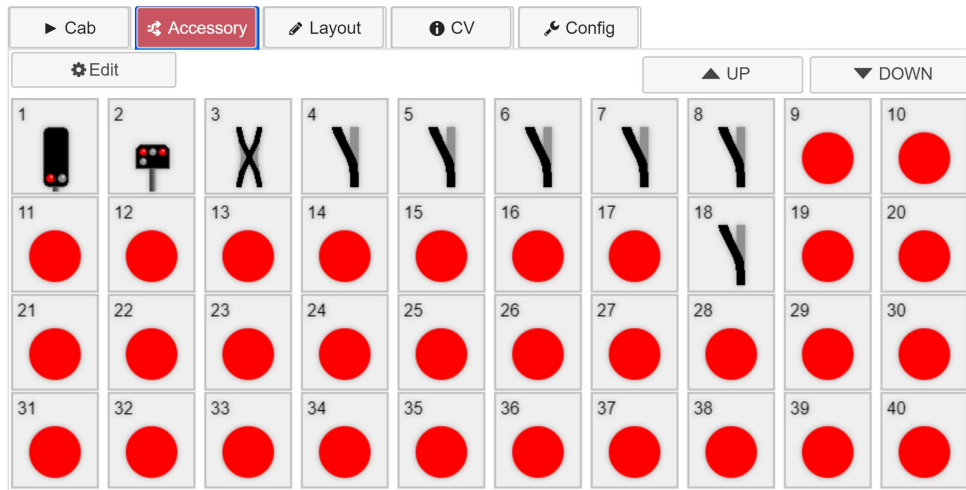 Cab Accessory Layout CV Config
Edit UP DOWN
1 2 3 4 5 6 7 8 9 10
11 12 13 14 15 16 17 18 19 20
21 22 23 24 25 26 27 28 29 30
31 32 33 34 35 36 37 38 39 40